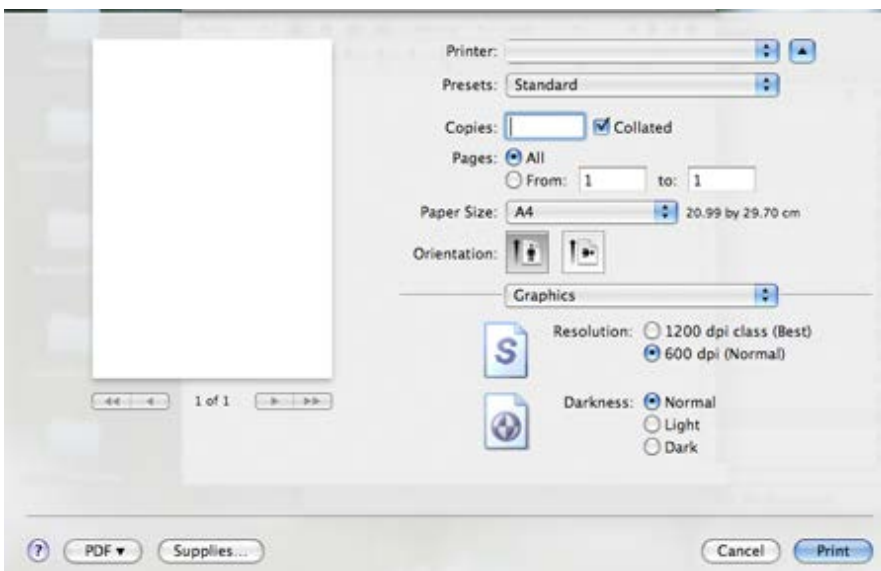 Printer:
Presets: Standard
Copies: Collated
Pages: All
From: 1 to: 1
Paper Size: A4 20.99 by 29.70 cm
Orientation:
Graphics
Resolution: 1200 dpi class (Best)
600 dpi (Normal)
1 of 1
Darkness: Normal
Light
Dark
? PDF Supplies... Cancel Print